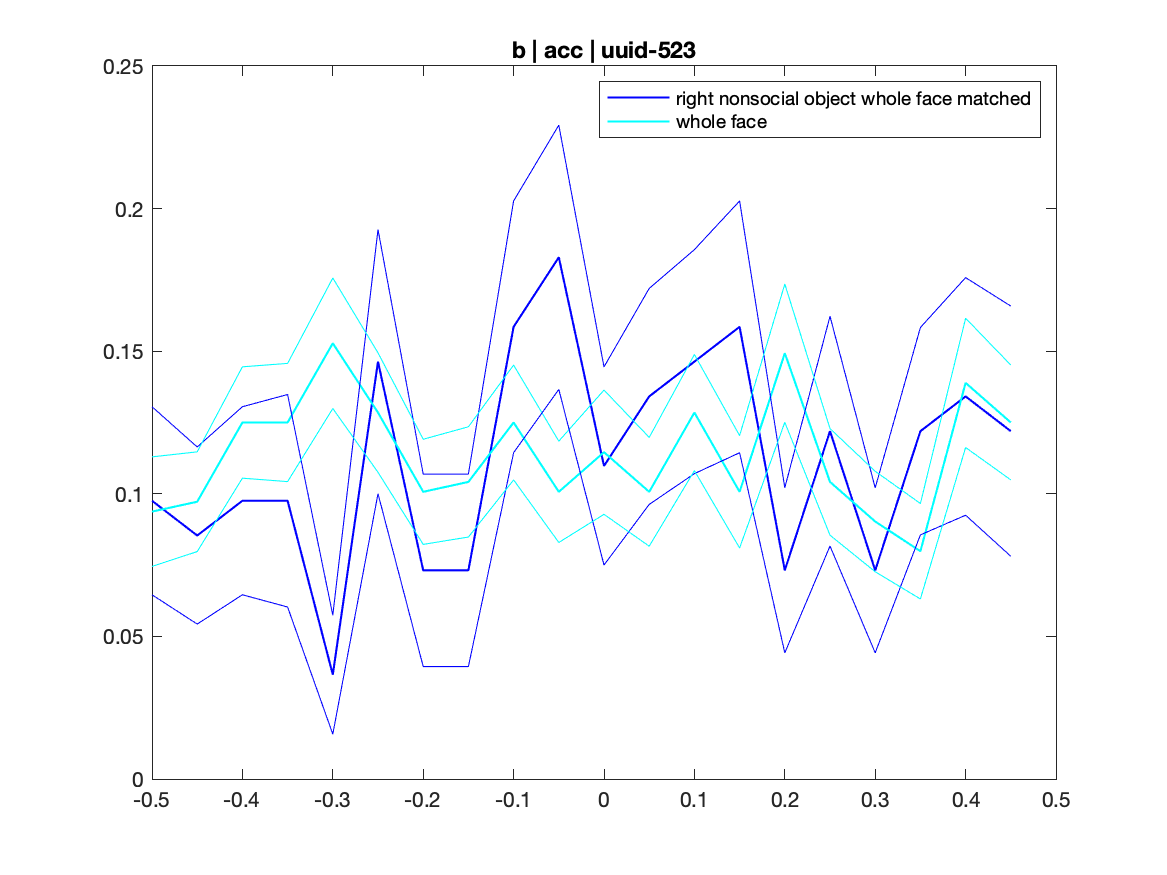 b | acc | uuid-523
0.25
right nonsocial object whole face matched
whole face
0.2
0.15
0.1
0.05
0
-0.5 -0.4 -0.3 -0.2 -0.1 0 0.1 0.2 0.3 0.4 0.5